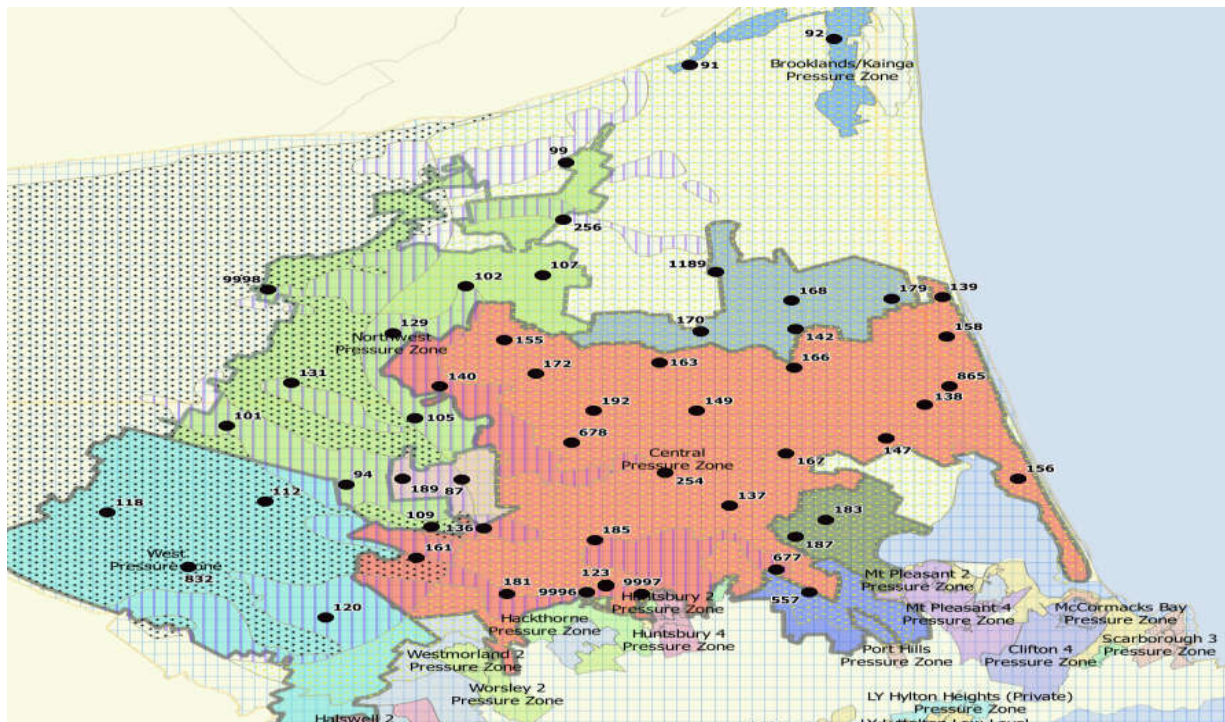 92
91
Brooklands/Kainga
Pressure Zone
99
256
107
1189
102
9998
168
179
139
170
142
129
Northwest
Pressure Zone
155
158
163
166
172
131
140
865
192
149
138
101
105
678
147
Central
Pressure Zone
167
94
254
156
189
87
112
118
137
183
109
136
185
187
West
Pressure Zone
161
832
677
123
181
9996
9997
557
Mt Pleasant 2
Pressure Zone
Huntsbury 2
Pressure Zone
120
Hackthorne
Pressure Zone
Mt Pleasant 4
Pressure Zone
McCormacks Bay
Pressure Zone
Huntsbury 4
Pressure Zone
Scarborough 3
Pressure Zone
Westmorland 2
Pressure Zone
Port Hills
Pressure Zone
Clifton 4
Pressure Zone
Worsley 2
Pressure Zone
LY Hylton Heights (Private)
Pressure Zone
Halswell 2